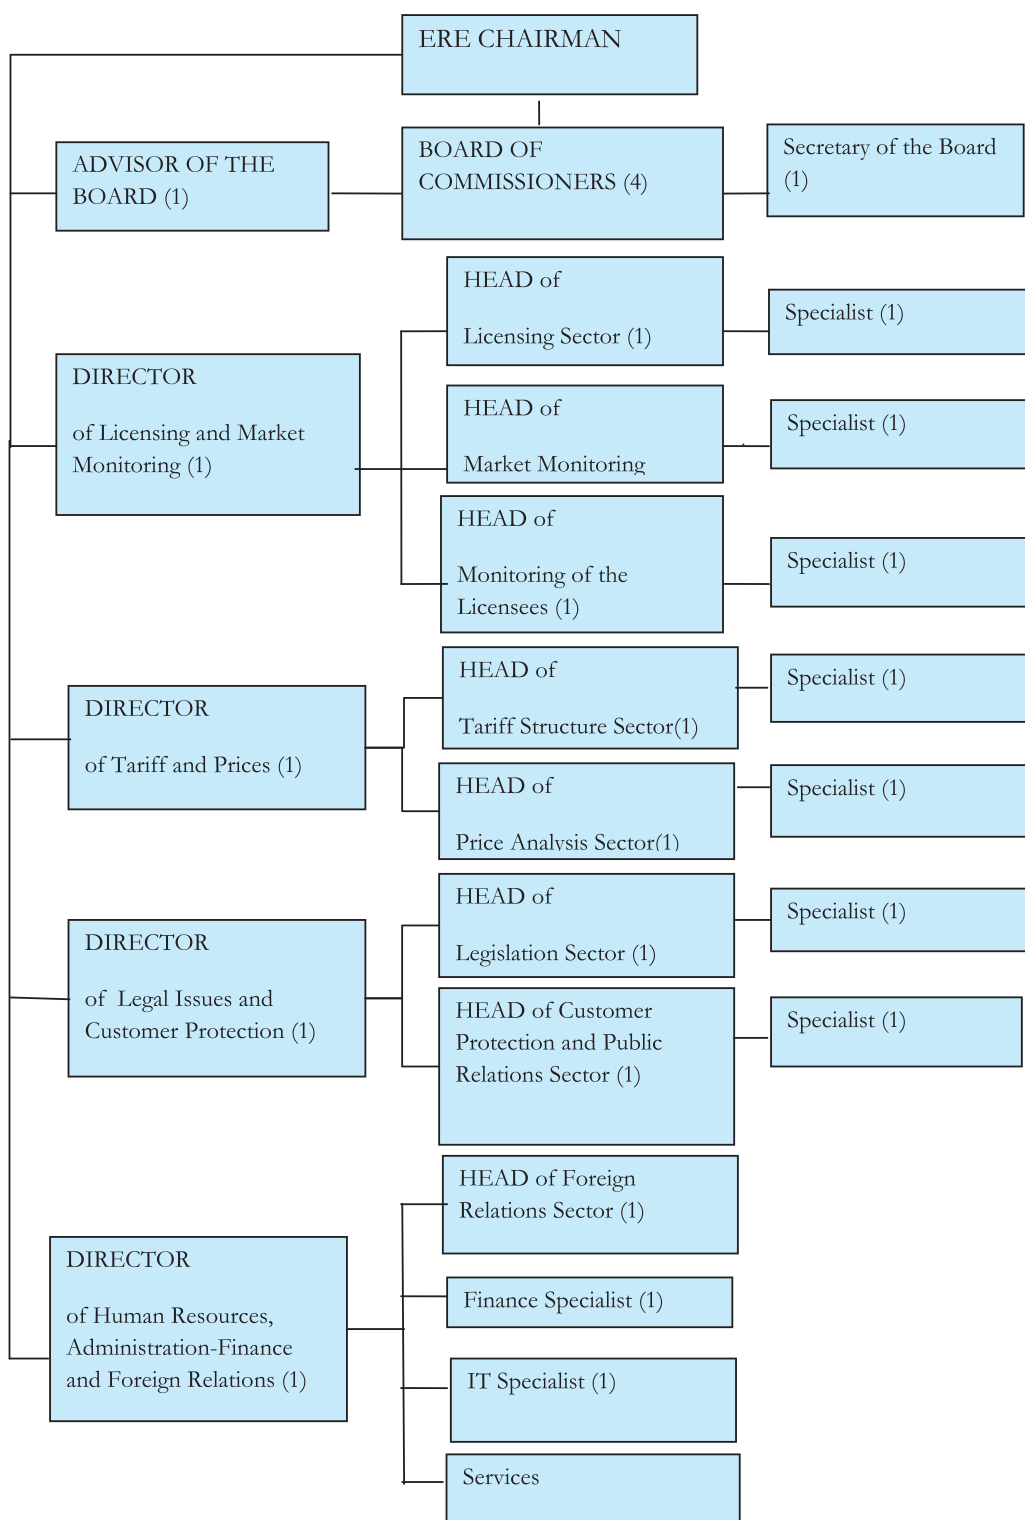 ERE CHAIRMAN
ADVISOR OF THE
BOARD (1)
BOARD OF
COMMISSIONERS (4)
Secretary of the Board
(1)
DIRECTOR
of Licensing and Market
Monitoring (1)
HEAD of
Licensing Sector (1)
Specialist (1)
HEAD of
Market Monitoring
Specialist (1)
HEAD of
Monitoring of the
Licensees (1)
Specialist (1)
DIRECTOR
of Tariff and Prices (1)
HEAD of
Tariff Structure Sector(1)
Specialist (1)
HEAD of
Price Analysis Sector(1)
Specialist (1)
DIRECTOR
of Legal Issues and
Customer Protection (1)
HEAD of
Legislation Sector (1)
Specialist (1)
HEAD of Customer
Protection and Public
Relations Sector (1)
Specialist (1)
DIRECTOR
of Human Resources,
Administration-Finance
and Foreign Relations (1)
HEAD of Foreign
Relations Sector (1)
Finance Specialist (1)
IT Specialist (1)
Services